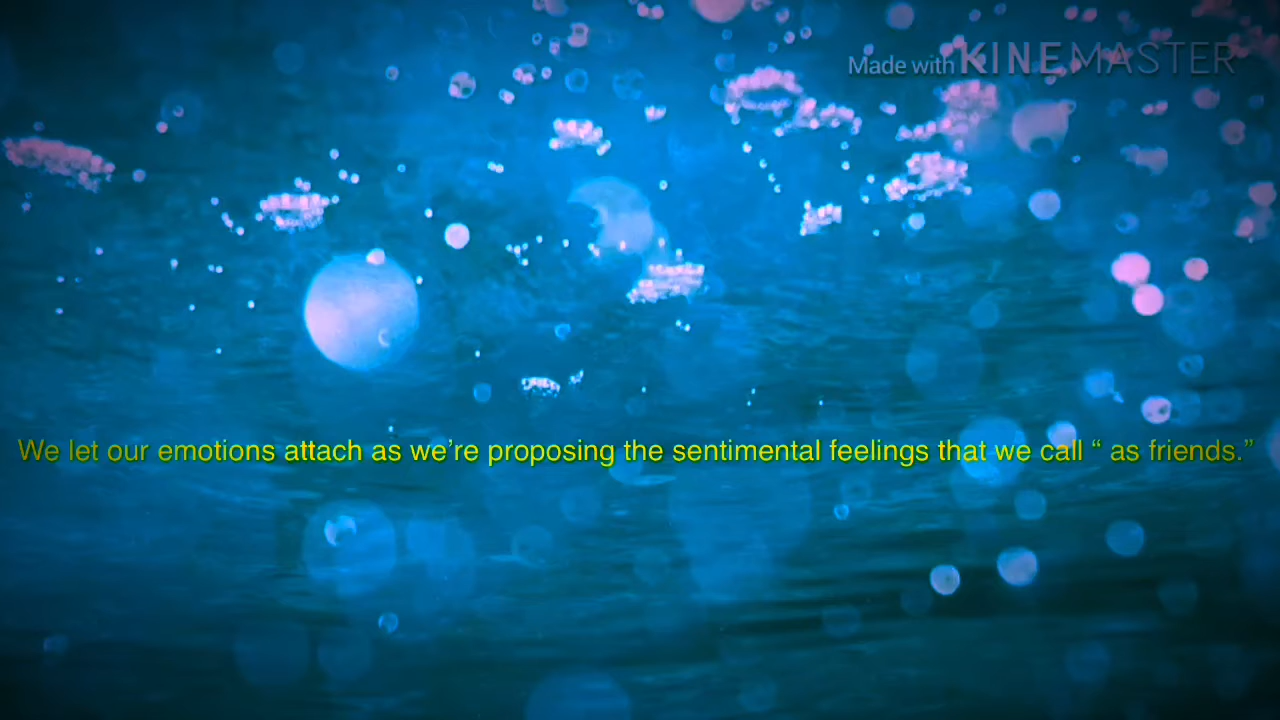 Made with KINEMASTER
We let our emotions attach as we’re proposing the sentimental feelings that we call “ as friends.”